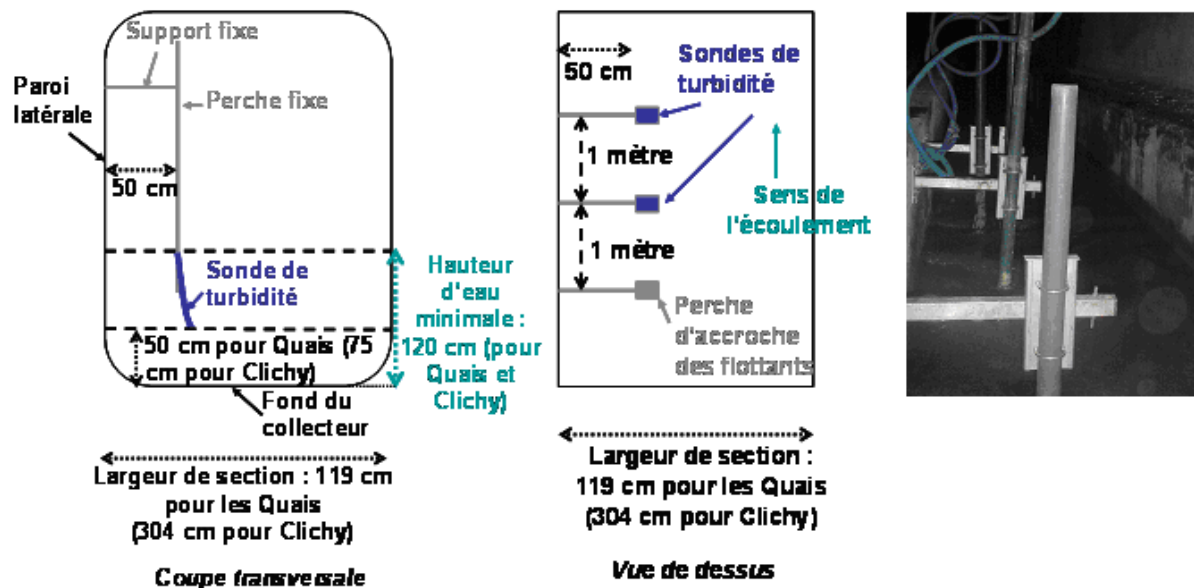 Support fixe
Paroi
latérale
Perche fixe
50 cm
Sonde de
turbidité
50 cm pour Quais (75
cm pour Clichy)
Fond du
collecteur
Hauteur
d'eau
minimale :
120 cm (pour
Quais et
Clichy)
Largeur de section : 119 cm
pour les Quais
(304 cm pour Clichy)
Coupe transversale
50 cm
Sondes de
turbidité
1 mètre
Sens de
l'écoulement
1 mètre
Perche
d'accroche
des flottants
Largeur de section :
119 cm pour les Quais
(304 cm pour Clichy)
Vue de dessus